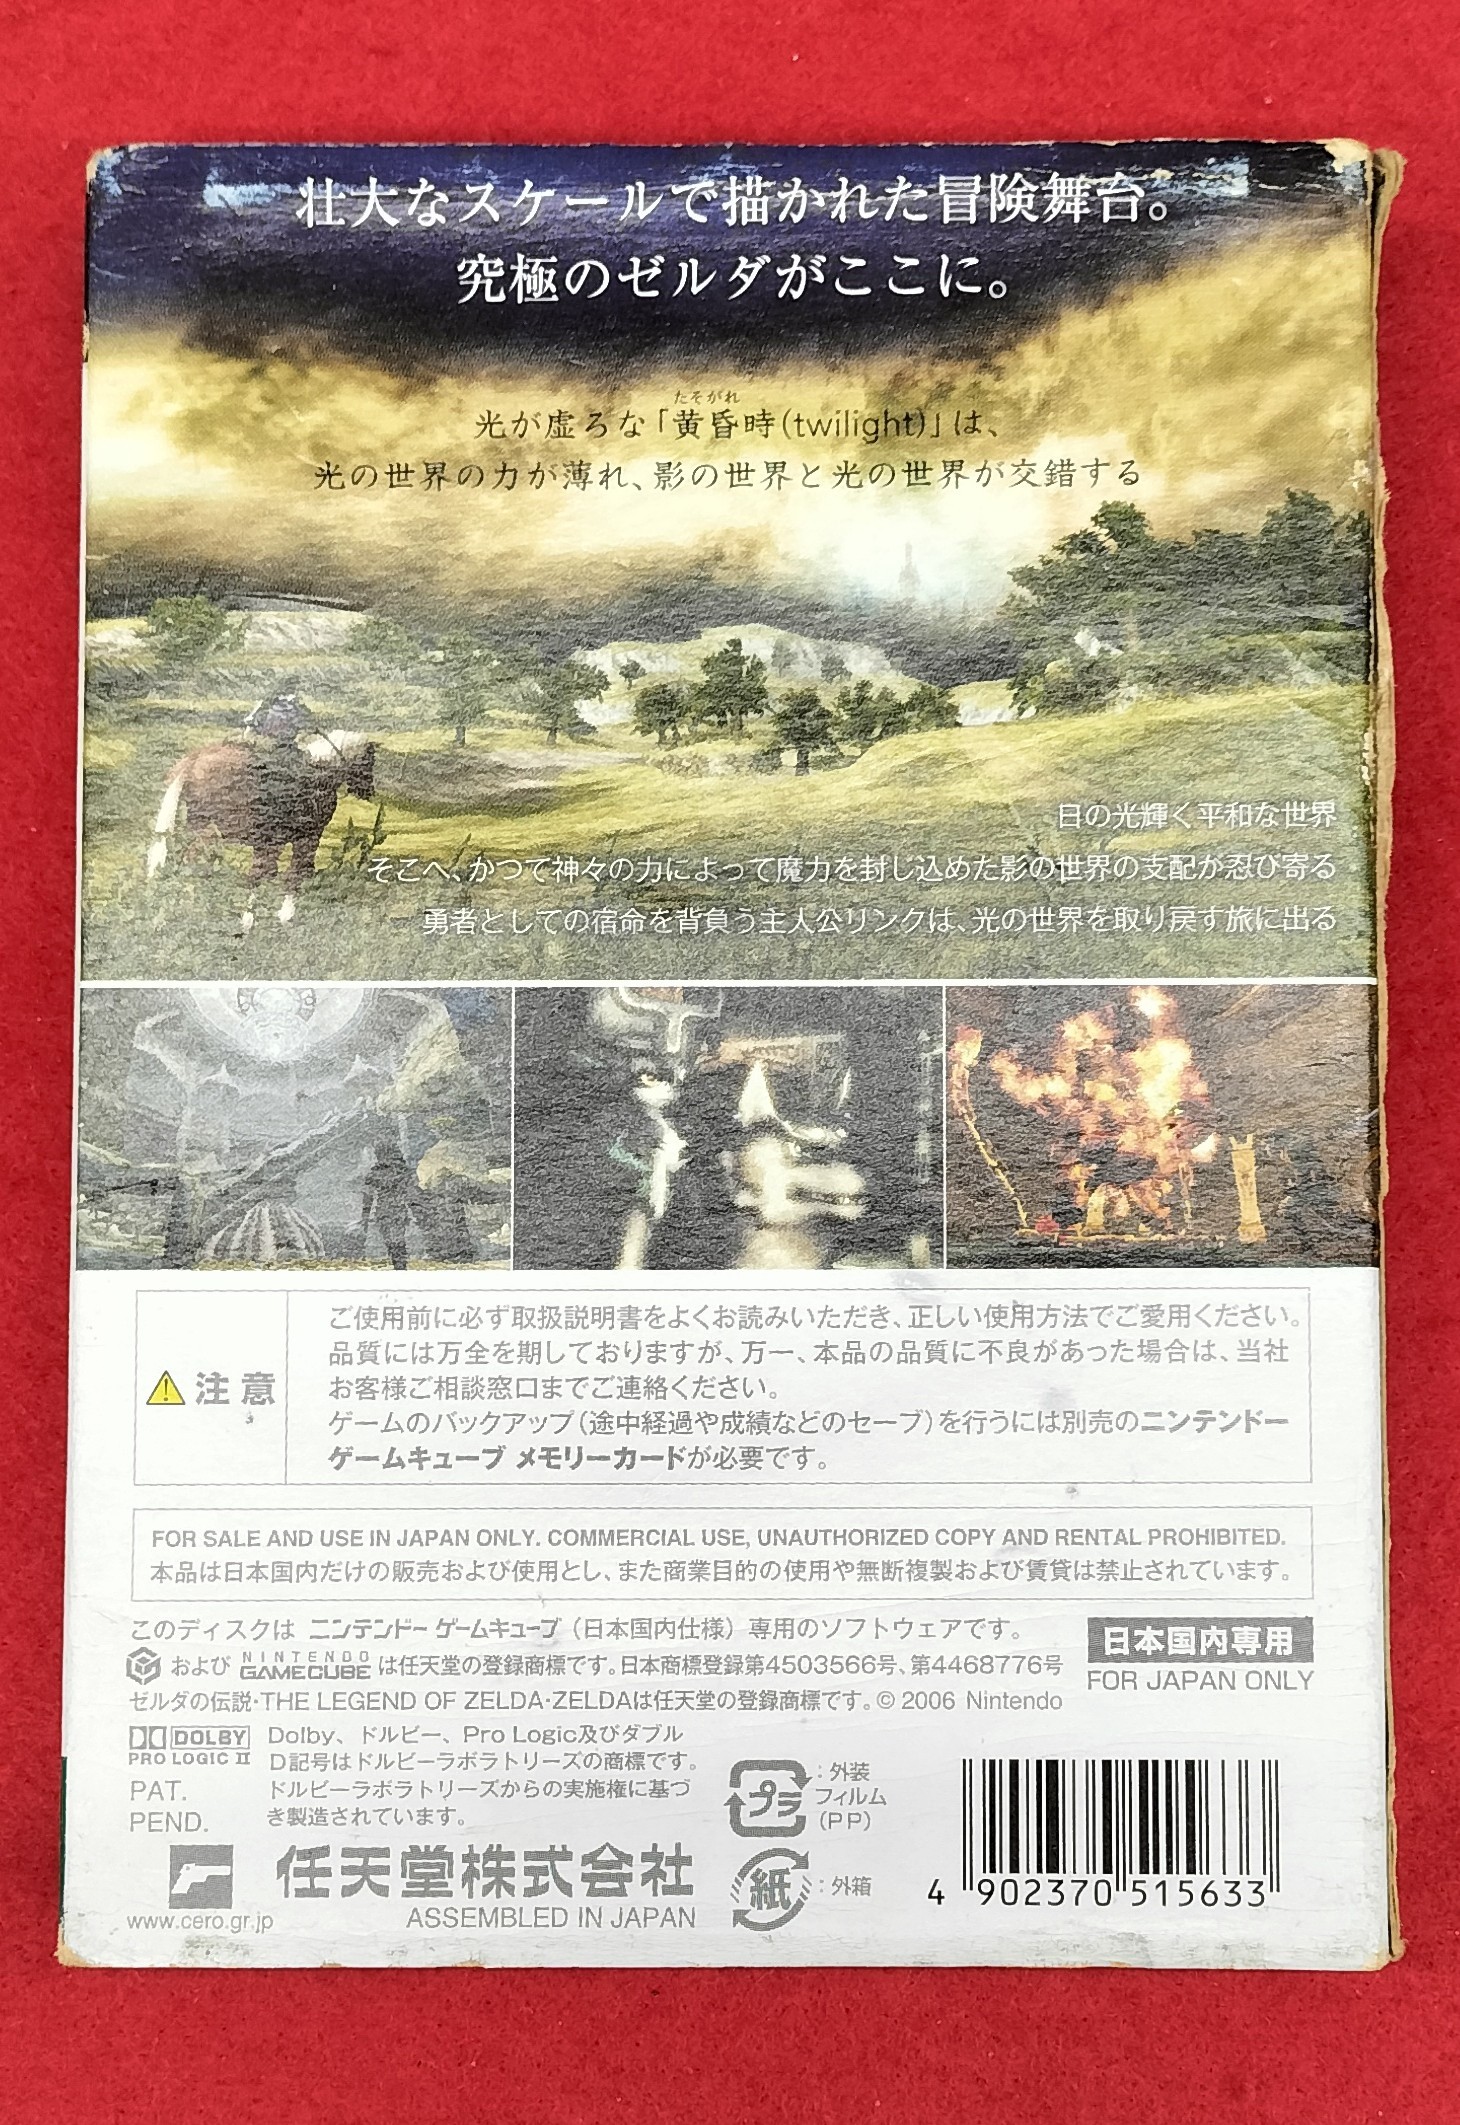 壮大なスケールで描かれた冒険舞台。
究極のゼルダがここに。
たそがれ
光が虚ろな「黄昏時(twilight)」は、
光の世界の力が薄れ、影の世界と光の世界が交錯する
日の光輝く平和な世界
そこへ、かつて神々の力によって魔力を封じ込めた影の世界の支配が忍び寄る
勇者としての宿命を背負う主人公リンクは、光の世界を取り戻す旅に出る
注意
ご使用前に必ず取扱説明書をよくお読みいただき、正しい使用方法でご愛用ください。
品質には万全を期しておりますが、万一、本品の品質に不良があった場合は、当社
お客様ご相談窓口までご連絡ください。
ゲームのバックアップ（途中経過や成績などのセーブ）を行うには別売のニンテンドー
ゲームキューブ メモリーカードが必要です。
FOR SALE AND USE IN JAPAN ONLY. COMMERCIAL USE, UNAUTHORIZED COPY AND RENTAL PROHIBITED.
本品は日本国内だけの販売および使用とし、また商業目的の使用や無断複製および賃貸は禁止されています。
このディスクは ニンテンドー ゲームキューブ（日本国内仕様）専用のソフトウェアです。
および NINTENDO GAMECUBE は任天堂の登録商標です。日本商標登録第4503566号、第4468776号
ゼルダの伝説・THE LEGEND OF ZELDA・ZELDAは任天堂の登録商標です。© 2006 Nintendo
日本国内専用
FOR JAPAN ONLY
DOLBY
PRO LOGIC II
PAT.
PEND.
Dolby、ドルビー、Pro Logic及びダブル
D記号はドルビーラボラトリーズの商標です。
ドルビーラボラトリーズからの実施権に基づ
き製造されています。
プラ
：外装
フィルム
(PP)
紙
：外箱
www.cero.gr.jp
任天堂株式会社
ASSEMBLED IN JAPAN
4 902370 515633